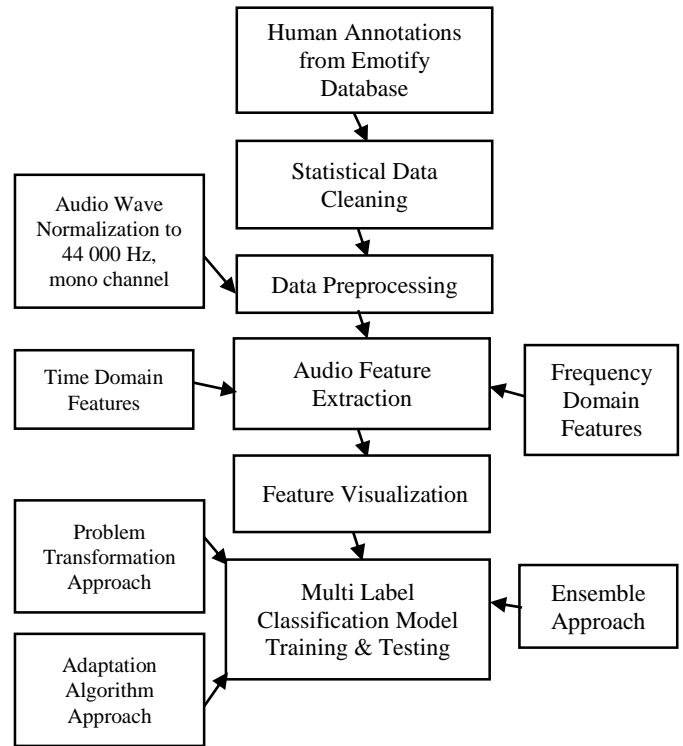 Human Annotations
from Emotify
Database
Statistical Data
Cleaning
Audio Wave
Normalization to
44 000 Hz,
mono channel
Data Preprocessing
Time Domain
Features
Audio Feature
Extraction
Frequency
Domain
Features
Feature Visualization
Problem
Transformation
Approach
Multi Label
Classification Model
Training & Testing
Ensemble
Approach
Adaptation
Algorithm
Approach